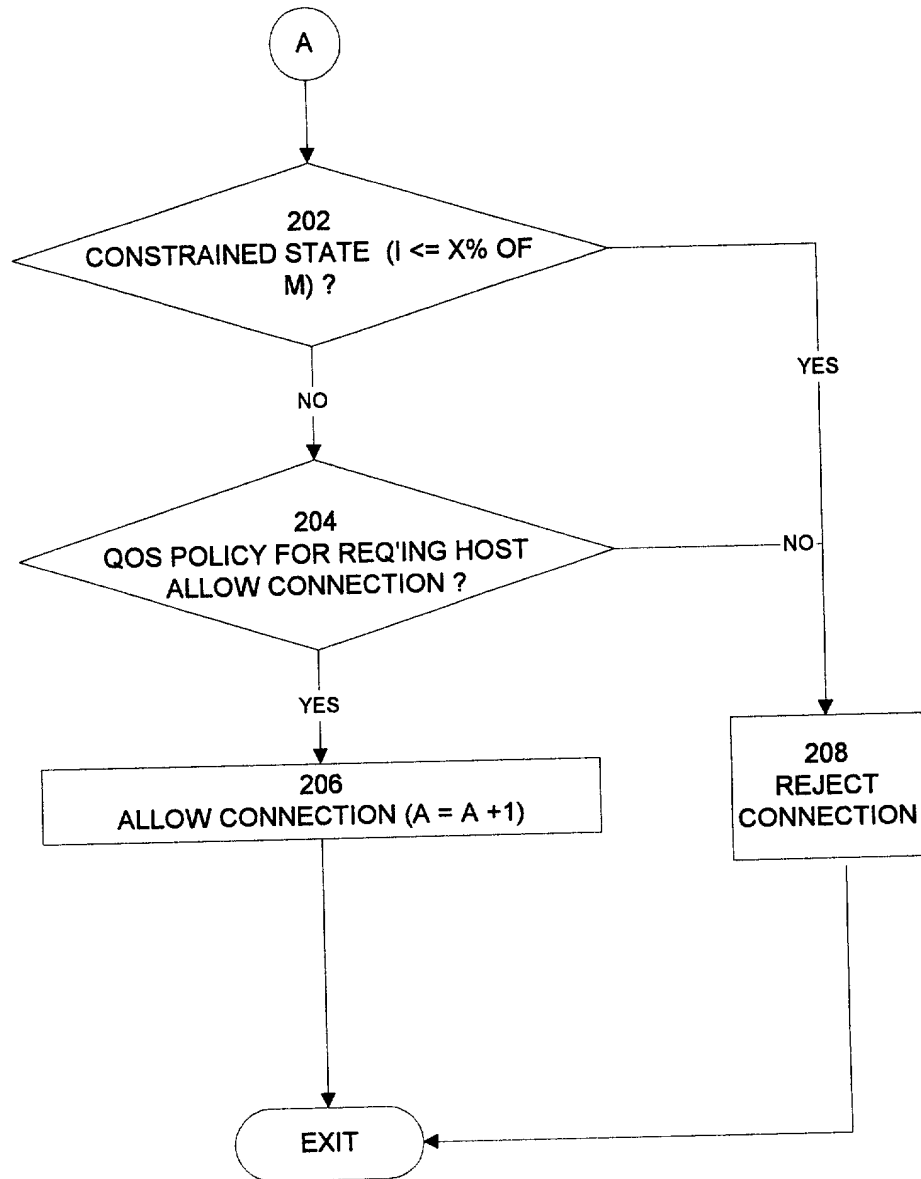 A
202
CONSTRAINED STATE (I <= X% OF
M) ?
YES
NO
204
QOS POLICY FOR REQ'ING HOST
ALLOW CONNECTION ?
NO
YES
206
ALLOW CONNECTION (A = A +1)
208
REJECT
CONNECTION
EXIT